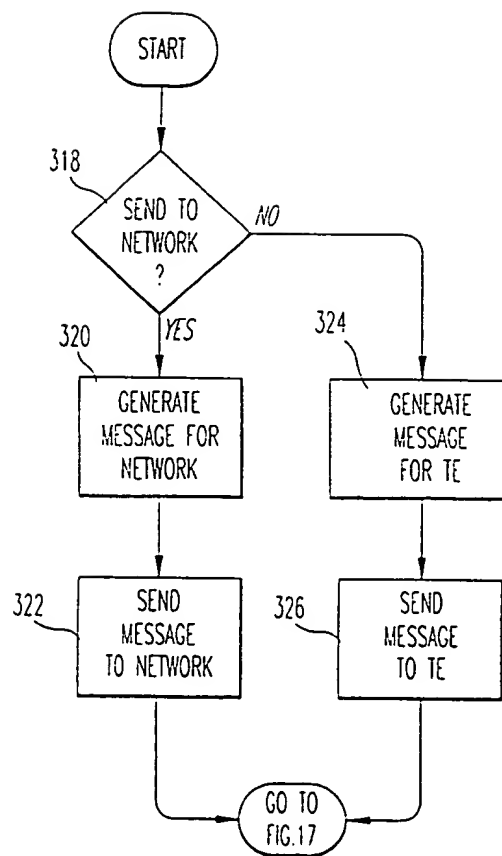 START
318
SEND TO
NETWORK
?
NO
YES
320
GENERATE
MESSAGE FOR
NETWORK
324
GENERATE
MESSAGE
FOR TE
322
SEND
MESSAGE
TO NETWORK
326
SEND
MESSAGE
TO TE
GO TO
FIG.17